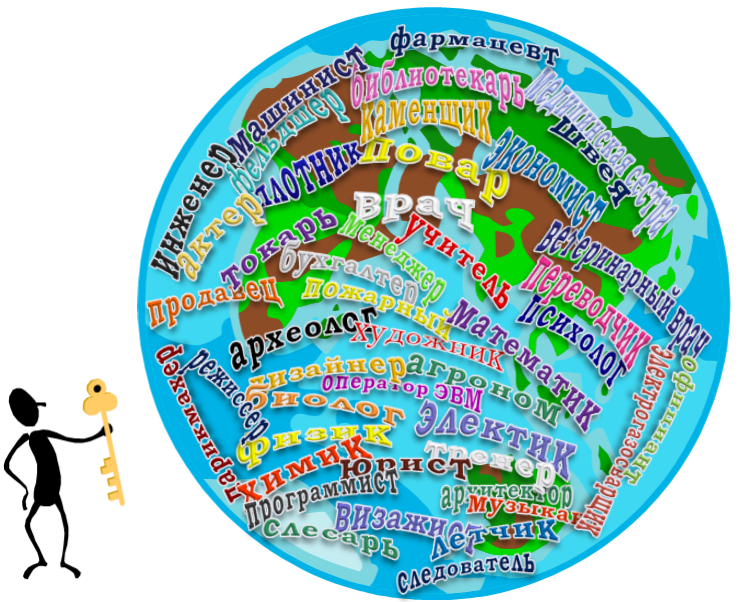 фармацевт
машинист
библиотекарь
медицинская сестра
фельдшер
каменщик
швея
инженер
плотник
повар
экономист
актер
врач
токарь
менеджер
учитель
ветеринарный врач
бухгалтер
переводчик
продавец
пожарный
математик
психолог
археолог
художник
парикмахер
режиссер
дизайнер
агроном
электрогазосварщик
официант
оператор ЭВМ
биолог
электик
физик
тренер
химик
юрист
программист
архитектор
музыкан
слесарь
визажист
летчик
следователь